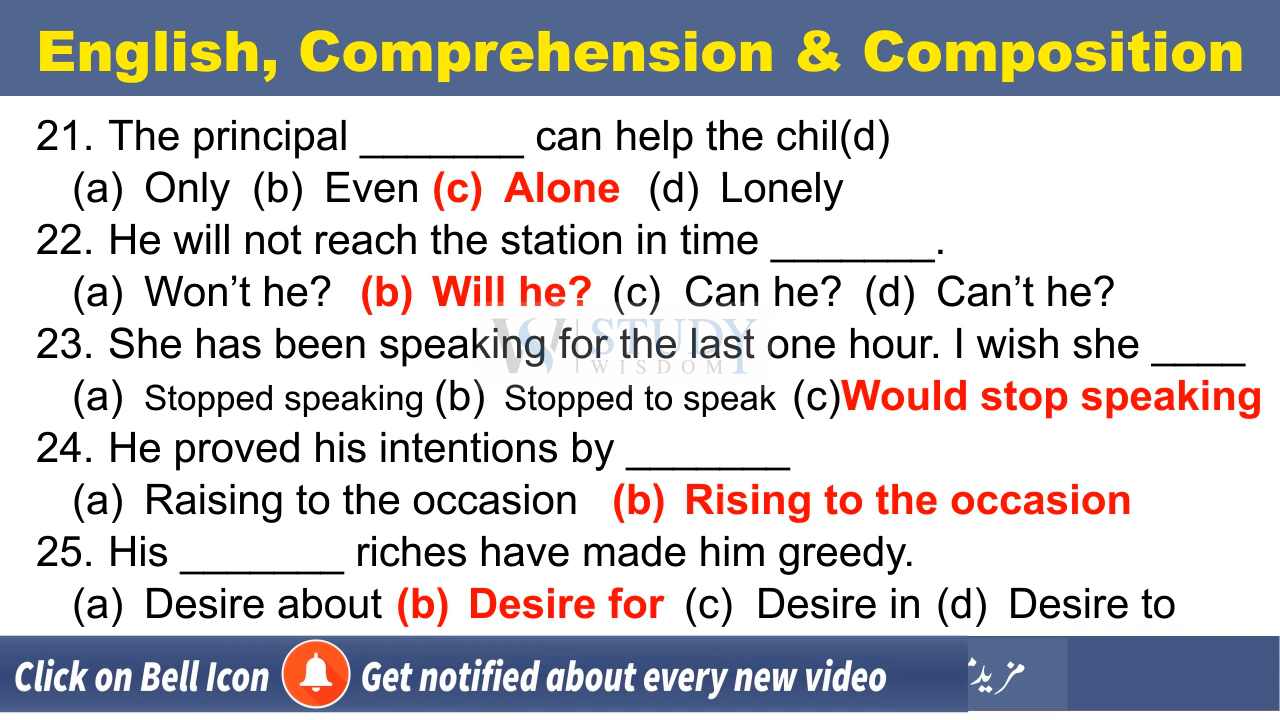 English, Comprehension & Composition
21. The principal _______ can help the chil(d)
(a) Only (b) Even (c) Alone (d) Lonely
22. He will not reach the station in time _______.
(a) Won’t he? (b) Will he? (c) Can he? (d) Can’t he?
23. She has been speaking for the last one hour. I wish she ____
(a) Stopped speaking (b) Stopped to speak (c)Would stop speaking
24. He proved his intentions by _______
(a) Raising to the occasion (b) Rising to the occasion
25. His _______ riches have made him greedy.
(a) Desire about (b) Desire for (c) Desire in (d) Desire to
STUDY
WISDOM
Click on Bell Icon Get notified about every new video
مزید